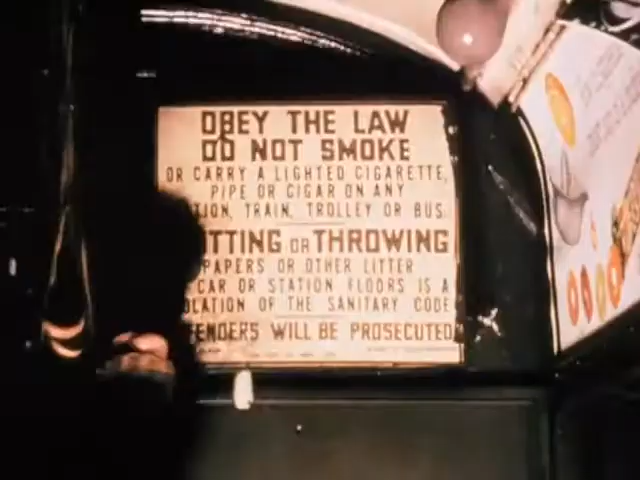 OBEY THE LAW
DO NOT SMOKE
OR CARRY A LIGHTED CIGARETTE,
PIPE OR CIGAR ON ANY
TION, TRAIN, TROLLEY OR BUS.
ITTING OR THROWING
PAPERS OR OTHER LITTER
CAR OR STATION FLOORS IS A
OLATION OF THE SANITARY CODE
ENDERS WILL BE PROSECUTED